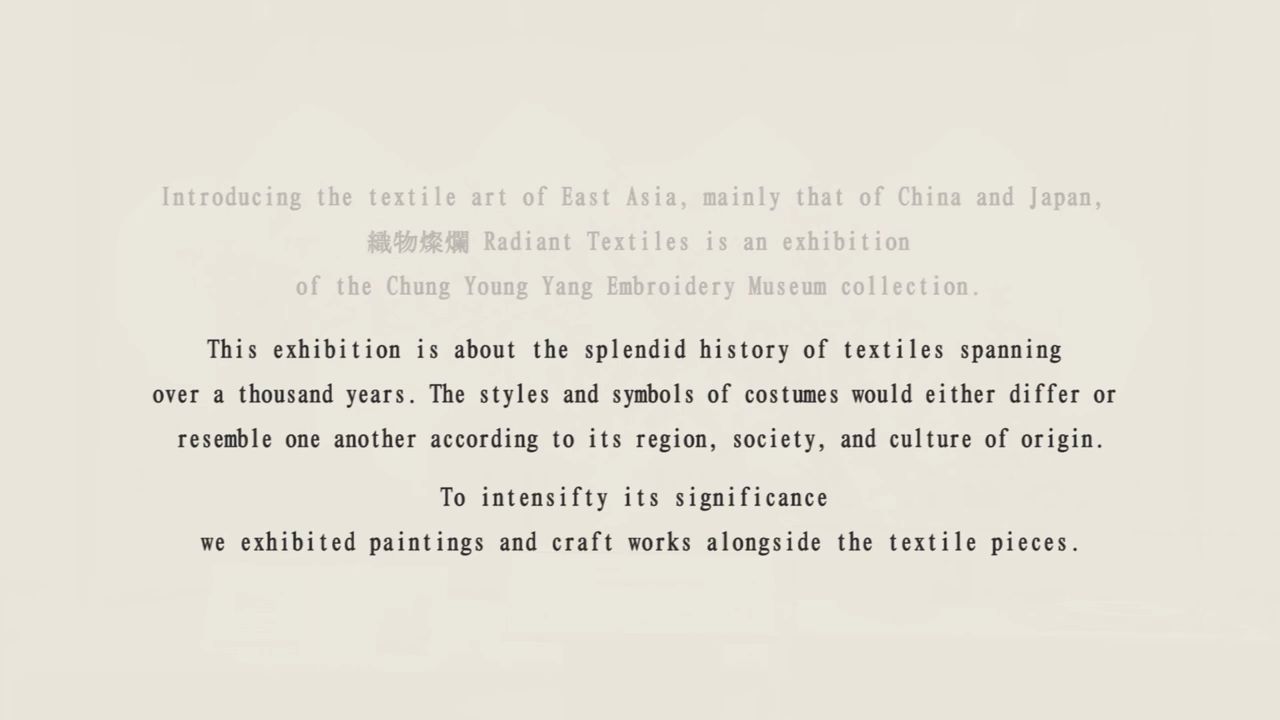 Introducing the textile art of East Asia, mainly that of China and Japan,
織物燦爛 Radiant Textiles is an exhibition
of the Chung Young Yang Embroidery Museum collection.
This exhibition is about the splendid history of textiles spanning
over a thousand years. The styles and symbols of costumes would either differ or
resemble one another according to its region, society, and culture of origin.
To intensifty its significance
we exhibited paintings and craft works alongside the textile pieces.